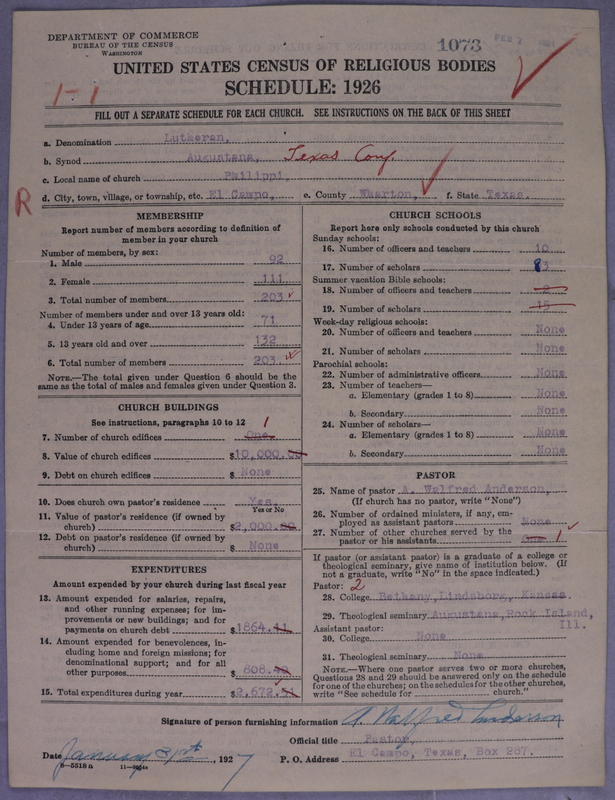 DEPARTMENT OF COMMERCE
BUREAU OF THE CENSUS
WASHINGTON
1073
FEB 7
UNITED STATES CENSUS OF RELIGIOUS BODIES
SCHEDULE: 1926
1-1
FILL OUT A SEPARATE SCHEDULE FOR EACH CHURCH. SEE INSTRUCTIONS ON THE BACK OF THIS SHEET
a. Denomination Lutheran,
b. Synod Augustana, Texas Conf.
c. Local name of church Philippi,
R
d. City, town, village, or township, etc. El Campo, e. County Wharton, f. State Texas.
MEMBERSHIP
Report number of members according to definition of
member in your church
Number of members, by sex:
1. Male 92
2. Female 111
3. Total number of members 203
Number of members under and over 13 years old:
4. Under 13 years of age 71
5. 13 years old and over 132
6. Total number of members 203
NOTE.—The total given under Question 6 should be the
same as the total of males and females given under Question 3.
CHURCH BUILDINGS
See instructions, paragraphs 10 to 12
7. Number of church edifices One 1
8. Value of church edifices $10,000.00
9. Debt on church edifices $ None
10. Does church own pastor's residence Yes
Yes or No
11. Value of pastor's residence (if owned by
church) $2,000.00
12. Debt on pastor's residence (if owned by
church) $ None
EXPENDITURES
Amount expended by your church during last fiscal year
13. Amount expended for salaries, repairs,
and other running expenses; for im-
provements or new buildings; and for
payments on church debt $1864.11
14. Amount expended for benevolences, in-
cluding home and foreign missions; for
denominational support; and for all
other purposes $ 808.40
15. Total expenditures during year $2,672.51
CHURCH SCHOOLS
Report here only schools conducted by this church
Sunday schools:
16. Number of officers and teachers 10
17. Number of scholars 83
Summer vacation Bible schools:
18. Number of officers and teachers
19. Number of scholars 15
Week-day religious schools:
20. Number of officers and teachers None
21. Number of scholars None
Parochial schools:
22. Number of administrative officers None
23. Number of teachers—
a. Elementary (grades 1 to 8) None
b. Secondary None
24. Number of scholars—
a. Elementary (grades 1 to 8) None
b. Secondary None
PASTOR
25. Name of pastor A. Walfred Anderson,
(If church has no pastor, write "None")
26. Number of ordained ministers, if any, em-
ployed as assistant pastors None
27. Number of other churches served by the
pastor or his assistants One 1
If pastor (or assistant pastor) is a graduate of a college or
theological seminary, give name of institution below. (If
not a graduate, write "No" in the space indicated.)
Pastor: 2
28. College Bethany, Lindsborg, Kansas.
29. Theological seminary Augustana, Rock Island,
Ill.
Assistant pastor:
30. College None
31. Theological seminary None
NOTE.—Where one pastor serves two or more churches,
Questions 28 and 29 should be answered only on the schedule
for one of the churches; on the schedules for the other churches,
write "See schedule for church."
Signature of person furnishing information A. Walfred Anderson
Official title Pastor,
Date January 31st 1927 P. O. Address El Campo, Texas, Box 267.
8—5518a